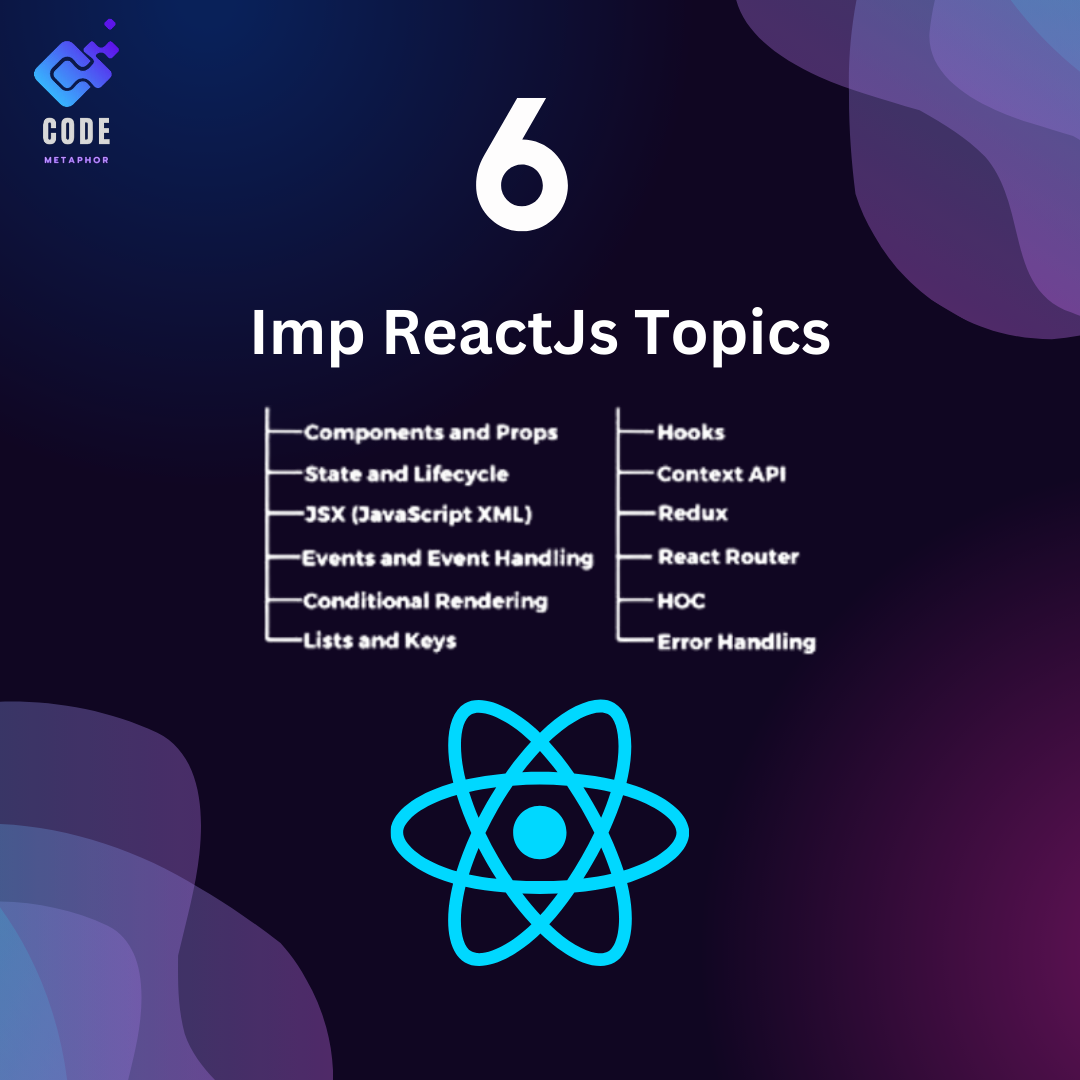 CODE
METAPHOR
6
Imp ReactJs Topics
Components and Props
State and Lifecycle
JSX (JavaScript XML)
Events and Event Handling
Conditional Rendering
Lists and Keys
Hooks
Context API
Redux
React Router
HOC
Error Handling